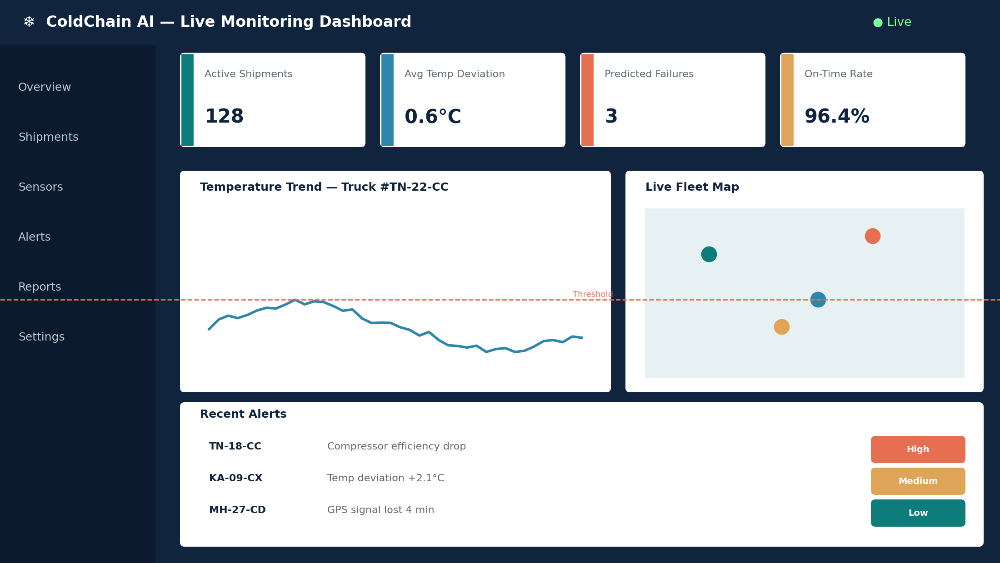 ❄ ColdChain AI — Live Monitoring Dashboard
● Live
Overview
Shipments
Sensors
Alerts
Reports
Settings
Active Shipments
128
Avg Temp Deviation
0.6°C
Predicted Failures
3
On-Time Rate
96.4%
Temperature Trend — Truck #TN-22-CC
Threshold
Live Fleet Map
Recent Alerts
TN-18-CC Compressor efficiency drop High
KA-09-CX Temp deviation +2.1°C Medium
MH-27-CD GPS signal lost 4 min Low